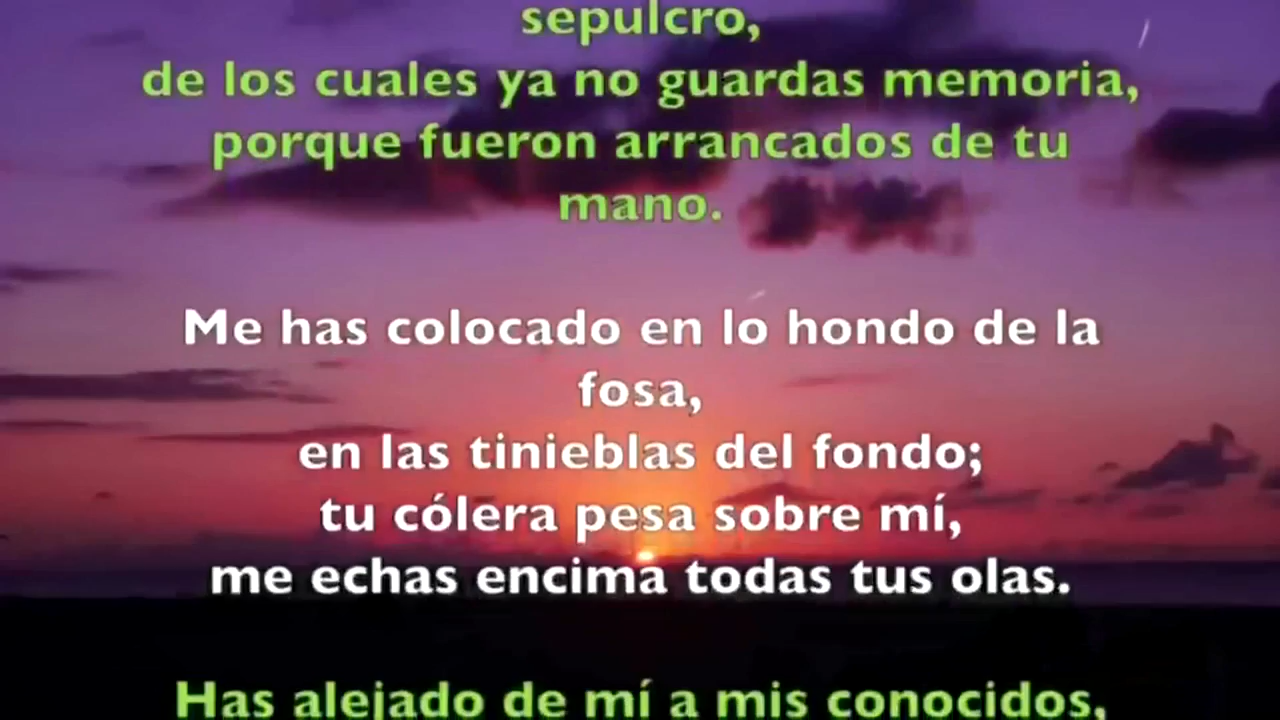 sepulcro,
de los cuales ya no guardas memoria,
porque fueron arrancados de tu
mano.
Me has colocado en lo hondo de la
fosa,
en las tinieblas del fondo;
tu cólera pesa sobre mí,
me echas encima todas tus olas.
Has alejado de mí a mis conocidos,